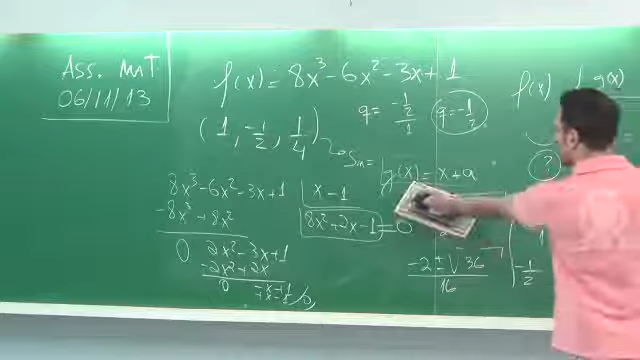 Ass. MAT
06/11/13
f(x) = 8x³ - 6x² - 3x + 1
(1, -1/2, 1/4)
q = (-1/2)/1
q = -1/2
f(x) | g(x)
?
g(x) = x + a
8x³ - 6x² - 3x + 1 | x - 1
-8x³ + 8x²
8x² + 2x - 1 = 0
0 2x² - 3x + 1
-2x² + 2x
0 -x + 1
-2 ± √36
16
-1/2